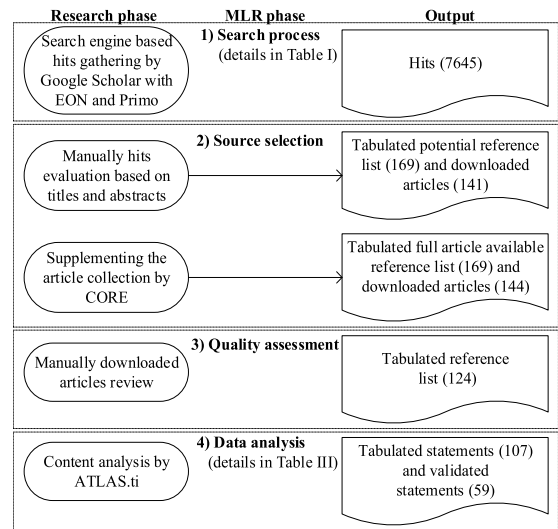 Research phase
MLR phase
Output
Search engine based
hits gathering by
Google Scholar with
EON and Primo
1) Search process
(details in Table I)
Hits (7645)
Manually hits
evaluation based on
titles and abstracts
2) Source selection
Tabulated potential reference
list (169) and downloaded
articles (141)
Supplementing the
article collection by
CORE
Tabulated full article available
reference list (169) and
downloaded articles (144)
Manually downloaded
articles review
3) Quality assessment
Tabulated reference
list (124)
Content analysis by
ATLAS.ti
4) Data analysis
(details in Table III)
Tabulated statements (107)
and validated
statements (59)